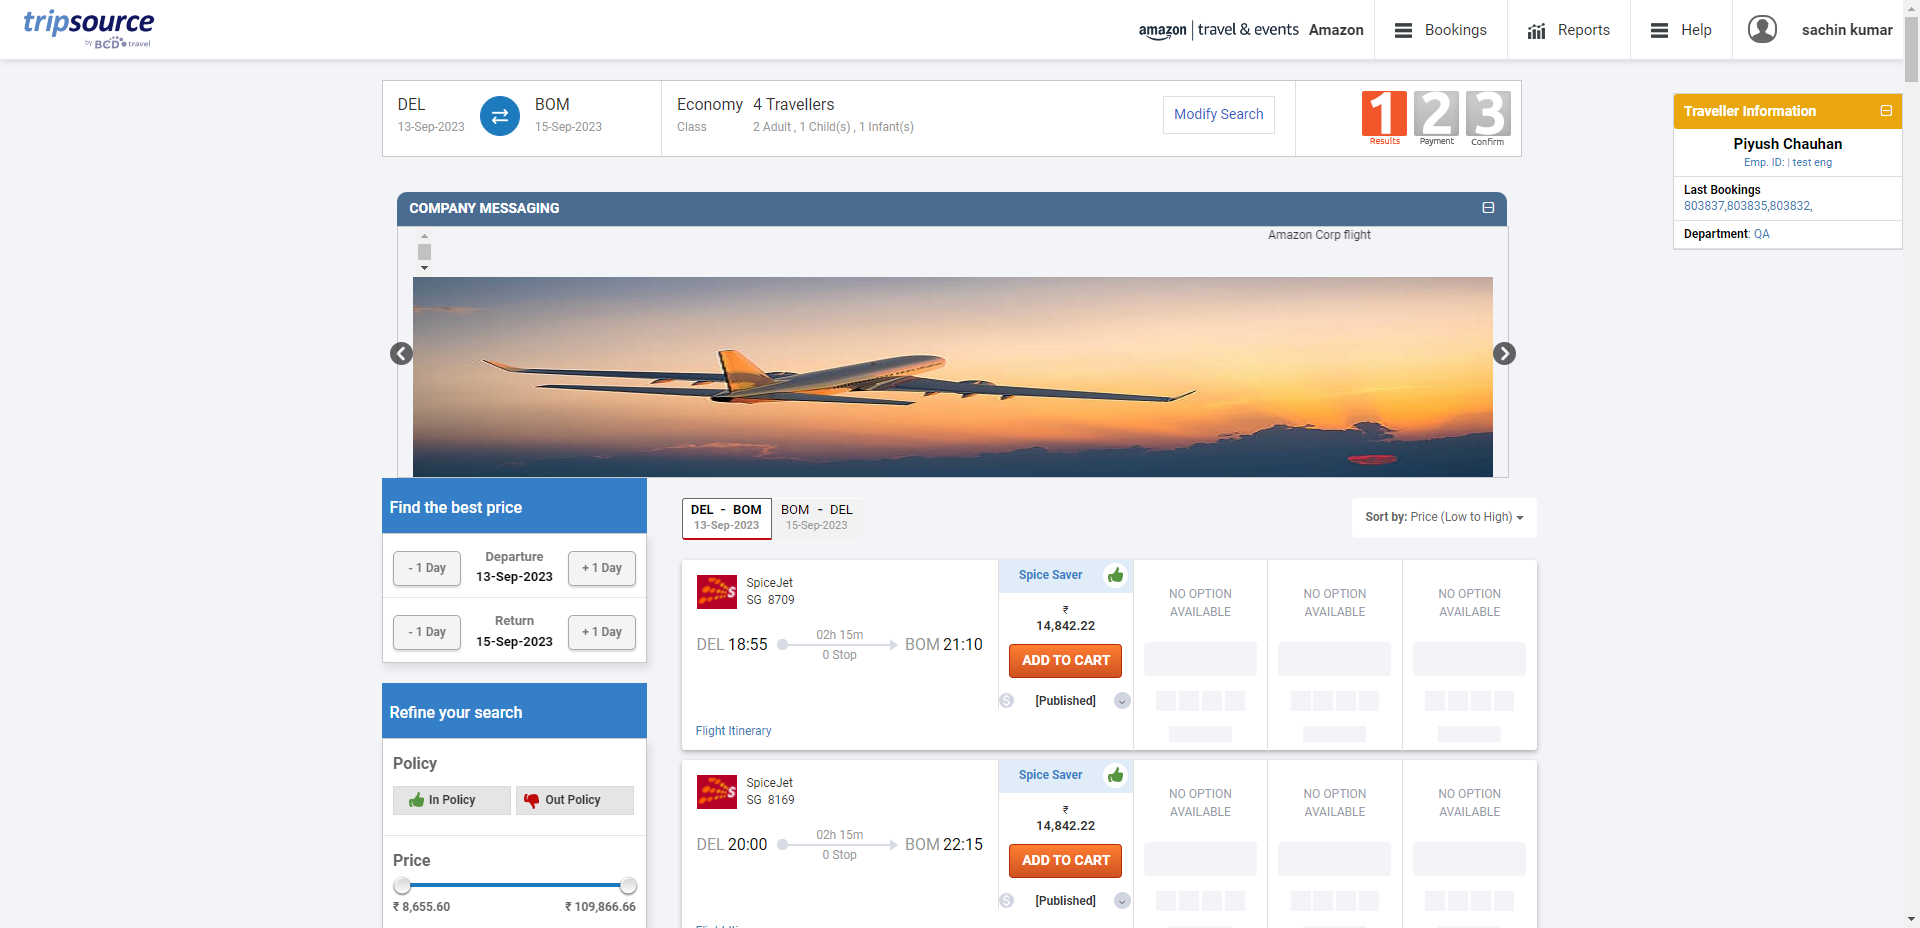 tripsource
by BCD travel
amazon | travel & events Amazon
Bookings
Reports
Help
sachin kumar
DEL
13-Sep-2023
BOM
15-Sep-2023
Economy
Class
4 Travellers
2 Adult , 1 Child(s) , 1 Infant(s)
Modify Search
1 2 3
Results Payment Confirm
Traveller Information
Piyush Chauhan
Emp. ID: | test eng
Last Bookings
803837,803835,803832,
Department: QA
COMPANY MESSAGING
Amazon Corp flight
Find the best price
- 1 Day
Departure
13-Sep-2023
+ 1 Day
- 1 Day
Return
15-Sep-2023
+ 1 Day
Refine your search
Policy
In Policy
Out Policy
Price
₹ 8,655.60
₹ 109,866.66
DEL - BOM
13-Sep-2023
BOM - DEL
15-Sep-2023
Sort by: Price (Low to High)
SpiceJet
SG 8709
DEL 18:55
02h 15m
0 Stop
BOM 21:10
Flight Itinerary
Spice Saver
₹
14,842.22
ADD TO CART
$
[Published]
NO OPTION
AVAILABLE
NO OPTION
AVAILABLE
NO OPTION
AVAILABLE
SpiceJet
SG 8169
DEL 20:00
02h 15m
0 Stop
BOM 22:15
Spice Saver
₹
14,842.22
ADD TO CART
$
[Published]
NO OPTION
AVAILABLE
NO OPTION
AVAILABLE
NO OPTION
AVAILABLE